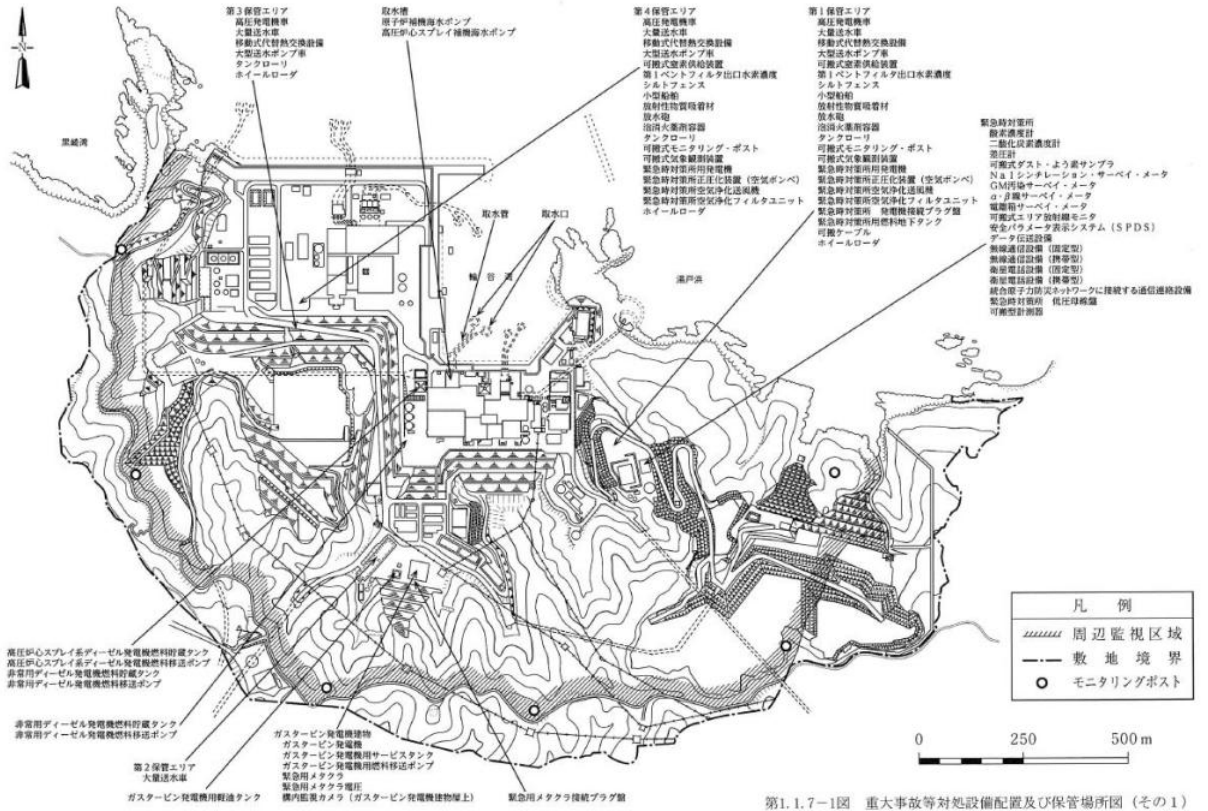 第3保管エリア
高圧発電機車
大量送水車
移動式代替熱交換設備
大型送水ポンプ車
タンクローリ
ホイールローダ
取水槽
原子炉補機海水ポンプ
高圧炉心スプレイ補機海水ポンプ
第4保管エリア
高圧発電機車
大量送水車
移動式代替熱交換設備
大型送水ポンプ車
可搬式窒素供給装置
第1ベントフィルタ出口水素濃度
シルトフェンス
小型船舶
放射性物質吸着材
放水砲
泡消火薬剤容器
タンクローリ
可搬式モニタリング・ポスト
可搬式気象観測装置
緊急時対策所用発電機
緊急時対策所正圧化装置（空気ボンベ）
緊急時対策所空気浄化送風機
緊急時対策所空気浄化フィルタユニット
ホイールローダ
第1保管エリア
高圧発電機車
大量送水車
移動式代替熱交換設備
大型送水ポンプ車
可搬式窒素供給装置
第1ベントフィルタ出口水素濃度
シルトフェンス
小型船舶
放射性物質吸着材
放水砲
泡消火薬剤容器
タンクローリ
可搬式モニタリング・ポスト
可搬式気象観測装置
緊急時対策所用発電機
緊急時対策所正圧化装置（空気ボンベ）
緊急時対策所空気浄化送風機
緊急時対策所空気浄化フィルタユニット
緊急時対策所　発電機接続プラグ盤
緊急時対策所用燃料地下タンク
可搬ケーブル
ホイールローダ
緊急時対策所
酸素濃度計
二酸化炭素濃度計
差圧計
可搬式ダスト・よう素サンプラ
ＮａＩシンチレーション・サーベイ・メータ
GM汚染サーベイ・メータ
α・β線サーベイ・メータ
電離箱サーベイ・メータ
可搬式エリア放射線モニタ
安全パラメータ表示システム（ＳＰＤＳ）
データ伝送設備
無線通信設備（固定型）
無線通信設備（携帯型）
衛星電話設備（固定型）
衛星電話設備（携帯型）
統合原子力防災ネットワークに接続する通信連絡設備
緊急時対策所　低圧母線盤
可搬型計測器
取水管
取水口
輪谷湾
湯戸浜
高圧炉心スプレイ系ディーゼル発電機燃料貯蔵タンク
高圧炉心スプレイ系ディーゼル発電機燃料移送ポンプ
非常用ディーゼル発電機燃料貯蔵タンク
非常用ディーゼル発電機燃料移送ポンプ
非常用ディーゼル発電機燃料貯蔵タンク
非常用ディーゼル発電機燃料移送ポンプ
第2保管エリア
大量送水車
ガスタービン発電機用軽油タンク
ガスタービン発電機建物
ガスタービン発電機
ガスタービン発電機用サービスタンク
ガスタービン発電機用燃料移送ポンプ
緊急用メタクラ
緊急用メタクラ電圧
構内監視カメラ（ガスタービン発電機建物屋上）
緊急用メタクラ接続プラグ盤
凡　例
周辺監視区域
敷地境界
モニタリングポスト
0　250　500 m
第1.1.7－1図　重大事故等対処設備配置及び保管場所図（その1）